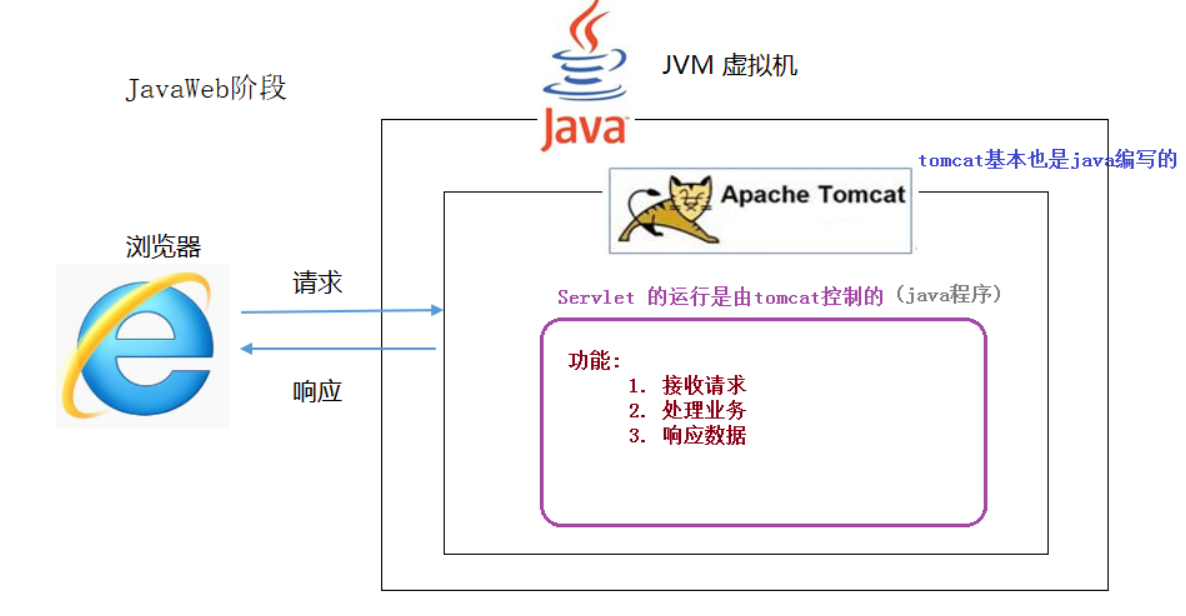 JVM 虚拟机
JavaWeb阶段
Java
tomcat基本也是java编写的
Apache Tomcat
浏览器
请求
Servlet 的运行是由tomcat控制的（java程序）
功能:
1. 接收请求
2. 处理业务
3. 响应数据
响应